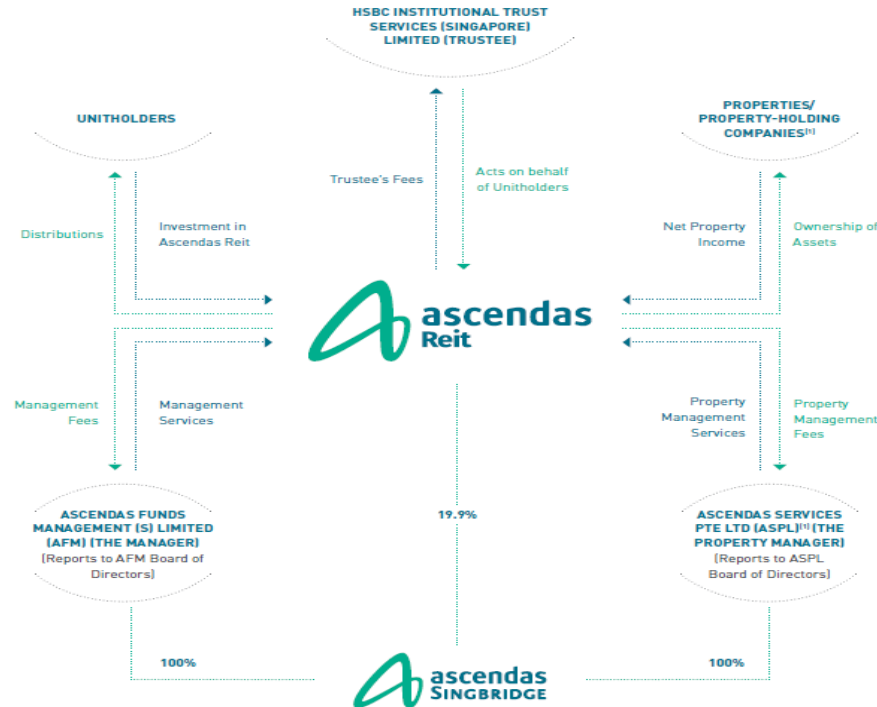 HSBC INSTITUTIONAL TRUST
SERVICES (SINGAPORE)
LIMITED (TRUSTEE)
UNITHOLDERS
PROPERTIES/
PROPERTY-HOLDING
COMPANIES[1]
Trustee's Fees
Acts on behalf
of Unitholders
Distributions
Investment in
Ascendas Reit
Net Property
Income
Ownership of
Assets
ascendas
Reit
Management
Fees
Management
Services
Property
Management
Services
Property
Management
Fees
ASCENDAS FUNDS
MANAGEMENT (S) LIMITED
(AFM) (THE MANAGER)
(Reports to AFM Board of
Directors)
19.9%
ASCENDAS SERVICES
PTE LTD (ASPL)[1] (THE
PROPERTY MANAGER)
(Reports to ASPL
Board of Directors)
100%
100%
ascendas
SINGBRIDGE